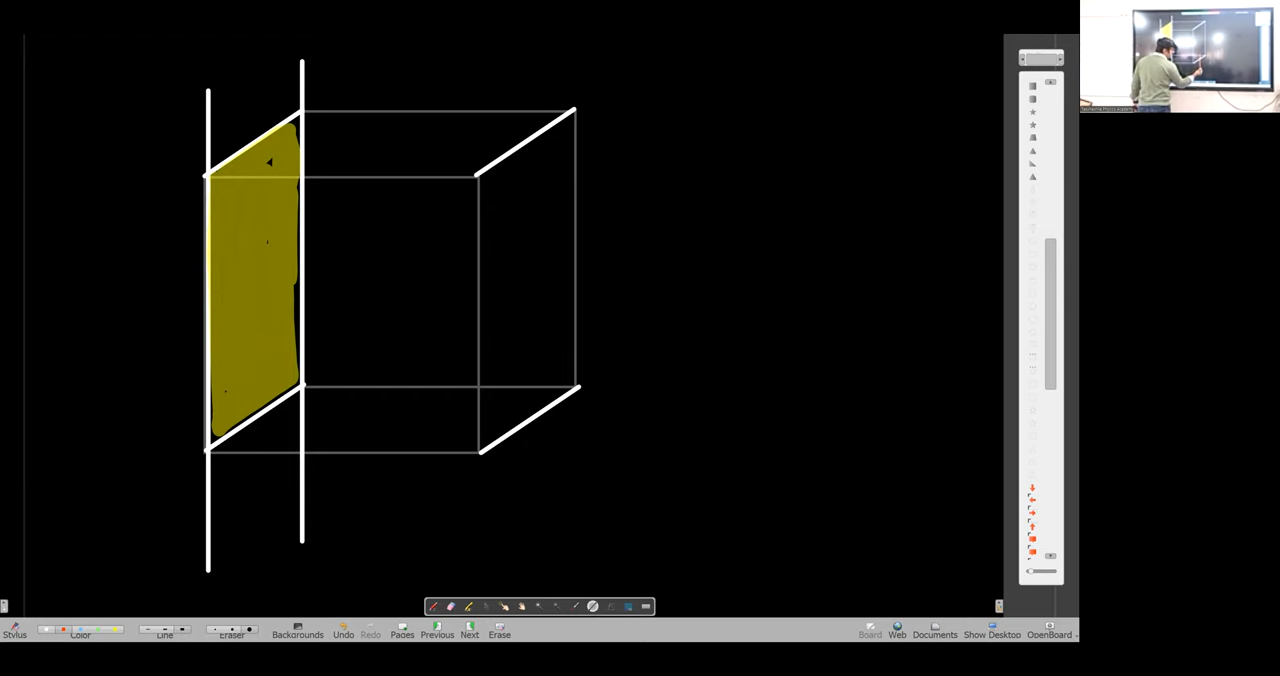 Stylus
Color
Line
Eraser
Backgrounds
Undo
Redo
Pages
Previous
Next
Erase
Board
Web
Documents
Show Desktop
OpenBoard